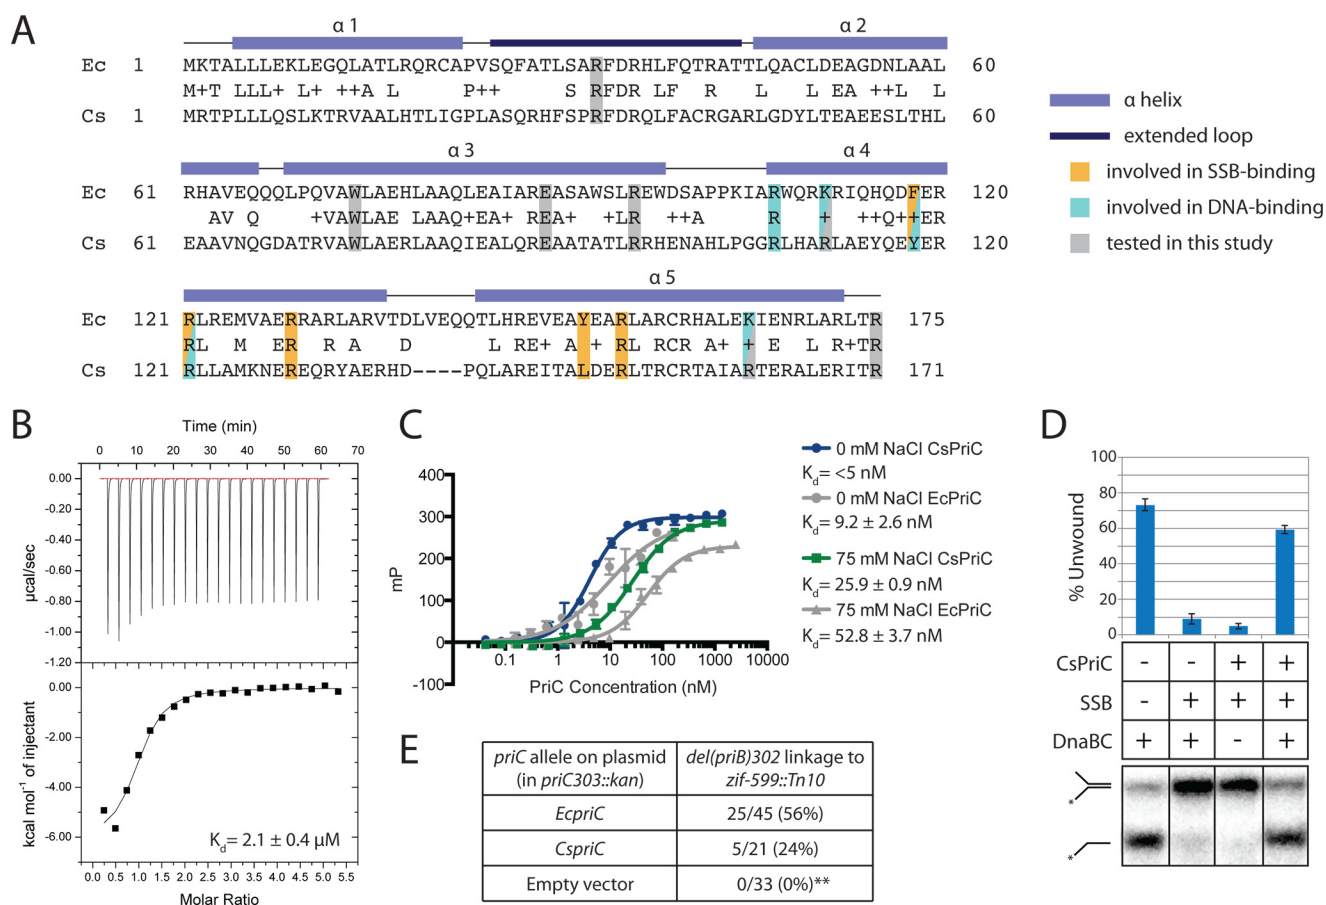 A
α 1
α 2
Ec 1 MKTALLLEKLEGQLATLRQRCAPVSQFATLSARFDRHLFQTRATTLQACLDEAGDNLAAL 60
M+T LLL+ L+ ++A L P++ S RFDR LF R L L EA ++L L
Cs 1 MRTPLLLQSLKTRVAALHTLIGPLASQRHFSPRFDRQLFACRGARLGDYLTEAEESLTHL 60
α 3
α 4
Ec 61 RHAVEQQQLPQVAWLAEHLAAQLEAIAREASAWSLREWDSAPPKIARWQRKRIQHQDFER 120
AV Q +VAWLAE LAAQ+EA+ REA+ +LR ++A R + ++Q++ER
Cs 61 EAAVNQGDATRVAWLAERLAAQIEALQREAATATLRRHENAHLPGGRLHARLAEYQEYER 120
α 5
Ec 121 RLREMVAERRARLARVTDLVEQQTLHREVEAYEARLARCRHALEKIENRLARLTR 175
RL M ER R A D L RE+ A + RL RCR A+ + E L R+TR
Cs 121 RLLAMKNEREQRYAERHD----PQLAREITALDERLTRCRTAIARTERALERITR 171
α helix
extended loop
involved in SSB-binding
involved in DNA-binding
tested in this study
B
Time (min)
0 10 20 30 40 50 60 70
0.00
-0.20
-0.40
-0.60
-0.80
-1.00
-1.20
µcal/sec
0.00
-2.00
-4.00
-6.00
kcal mol⁻¹ of injectant
Kd= 2.1 ± 0.4 µM
0.0 0.5 1.0 1.5 2.0 2.5 3.0 3.5 4.0 4.5 5.0 5.5
Molar Ratio
C
400
300
200
100
0
-100
mP
0.1 1 10 100 1000 10000
PriC Concentration (nM)
0 mM NaCl CsPriC
Kd= <5 nM
0 mM NaCl EcPriC
Kd= 9.2 ± 2.6 nM
75 mM NaCl CsPriC
Kd= 25.9 ± 0.9 nM
75 mM NaCl EcPriC
Kd= 52.8 ± 3.7 nM
D
100
80
60
40
20
0
% Unwound
CsPriC - - + +
SSB - + + +
DnaBC + + - +
*
*
E
priC allele on plasmid (in priC303::kan)
del(priB)302 linkage to zif-599::Tn10
EcpriC 25/45 (56%)
CspriC 5/21 (24%)
Empty vector 0/33 (0%)**